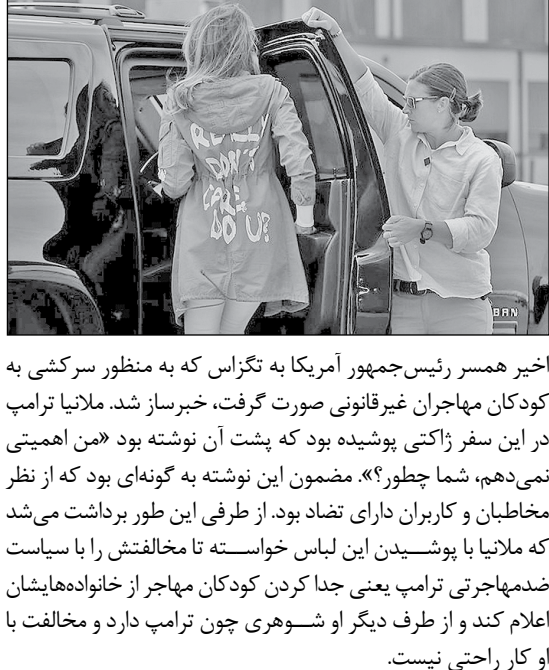 REALLY
DON'T
CARE
DO U?
BAN
اخیر همسر رئیس‌جمهور آمریکا به تگزاس که به منظور سرکشی به
کودکان مهاجران غیرقانونی صورت گرفت، خبرساز شد. ملانیا ترامپ
در این سفر ژاکتی پوشیده بود که پشت آن نوشته بود «من اهمیتی
نمی‌دهم، شما چطور؟». مضمون این نوشته به گونه‌ای بود که از نظر
مخاطبان و کاربران دارای تضاد بود. از طرفی این طور برداشت می‌شد
که ملانیا با پوشیدن این لباس خواسته تا مخالفتش را با سیاست
ضدمهاجرتی ترامپ یعنی جدا کردن کودکان مهاجر از خانواده‌هایشان
اعلام کند و از طرف دیگر او شوهری چون ترامپ دارد و مخالفت با
او کار راحتی نیست.